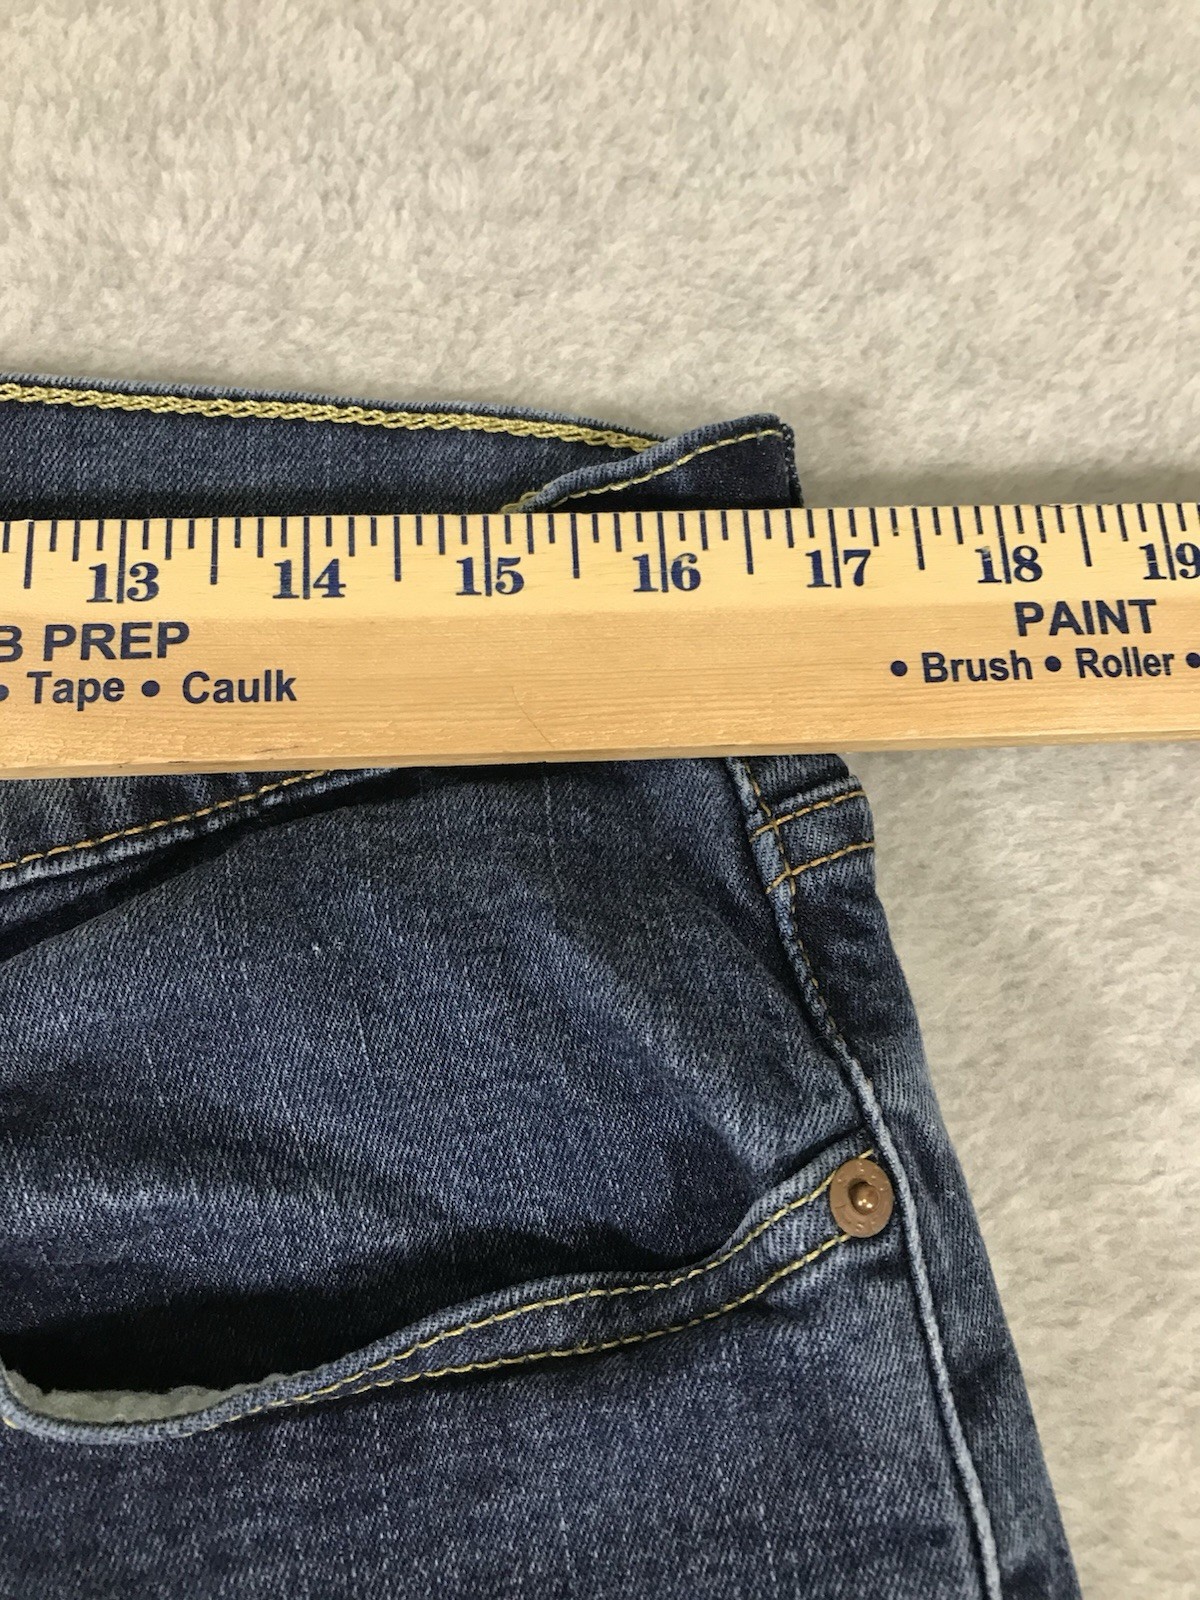 13 14 15 16 17 18 19
B PREP PAINT
• Tape • Caulk • Brush • Roller •